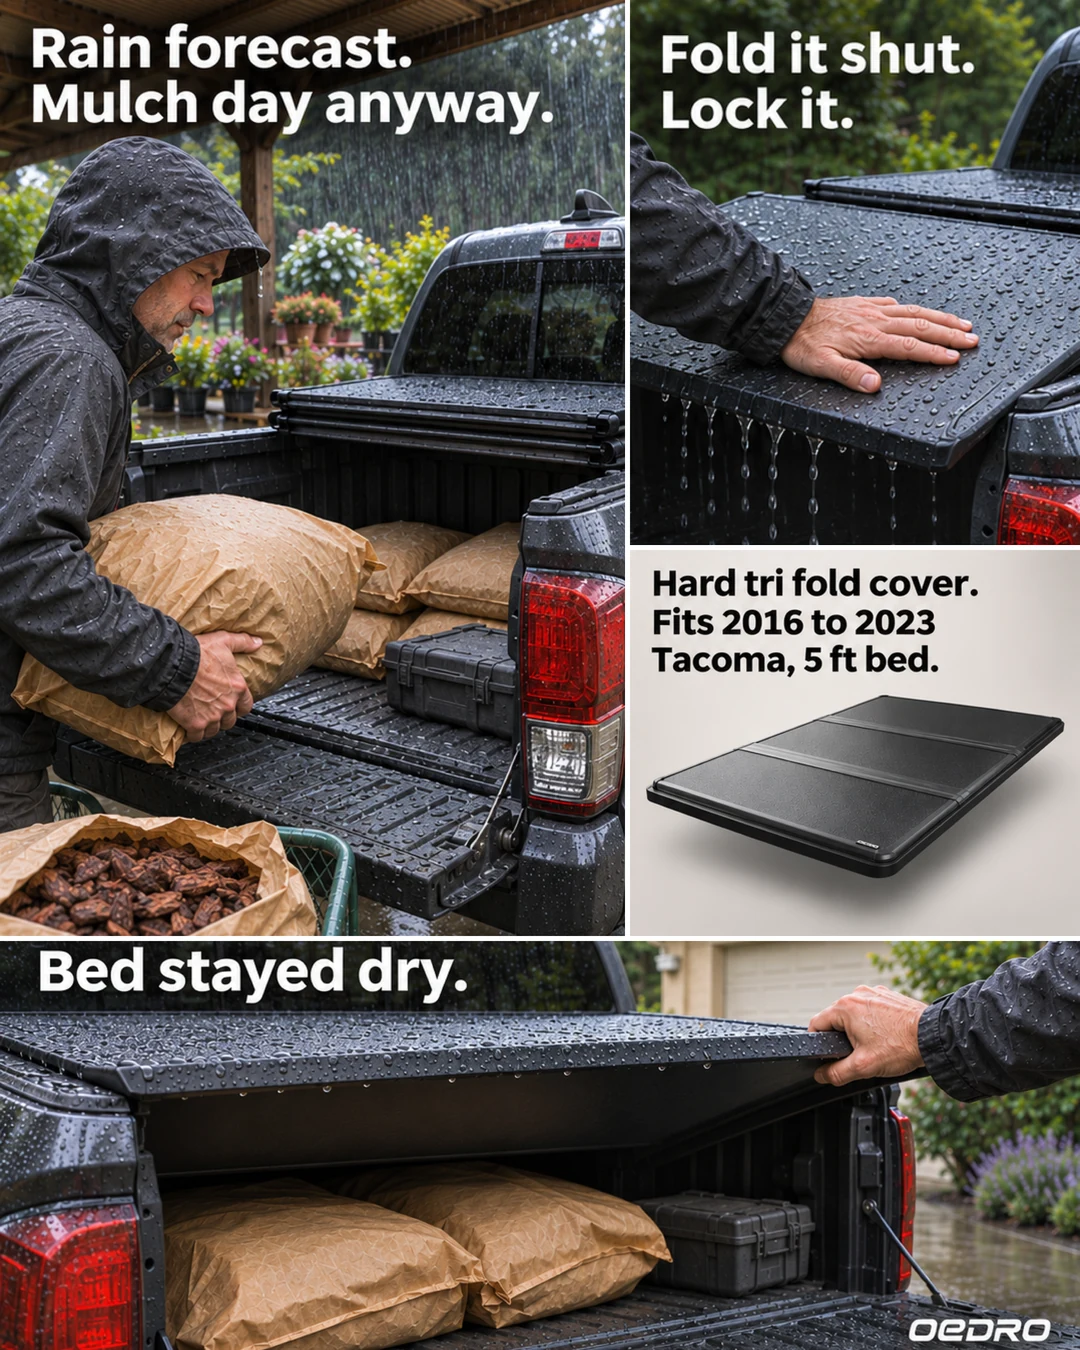 Rain forecast.
Mulch day anyway.
Fold it shut.
Lock it.
Hard tri fold cover.
Fits 2016 to 2023
Tacoma, 5 ft bed.
OEDRO
Bed stayed dry.
OEDRO